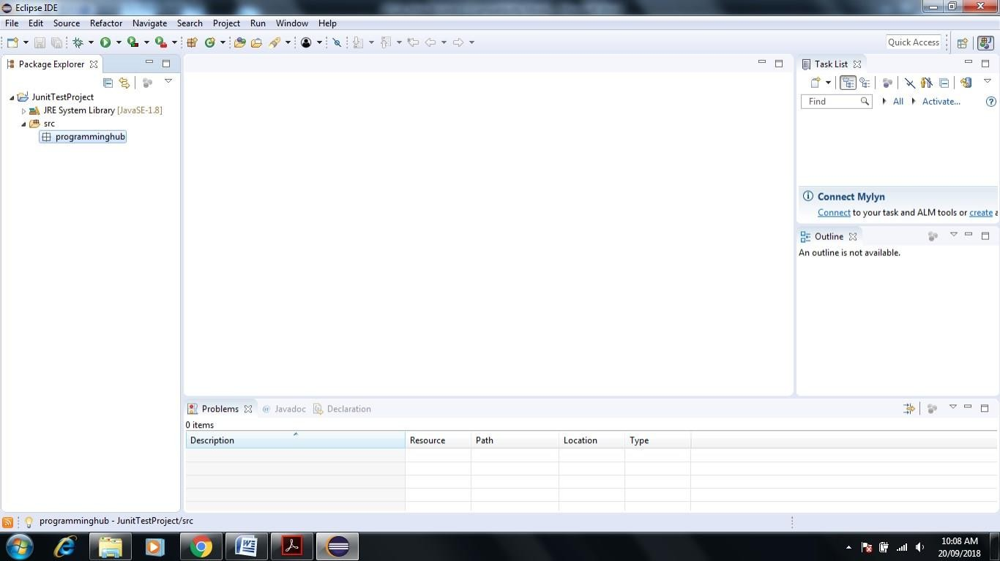 Eclipse IDE
File Edit Source Refactor Navigate Search Project Run Window Help
Quick Access
Package Explorer
JunitTestProject
JRE System Library [JavaSE-1.8]
src
programminghub
Task List
Find
All
Activate...
Connect Mylyn
Connect to your task and ALM tools or create a
Outline
An outline is not available.
Problems
Javadoc
Declaration
0 items
Description Resource Path Location Type
programminghub - JunitTestProject/src
10:08 AM
20/09/2018